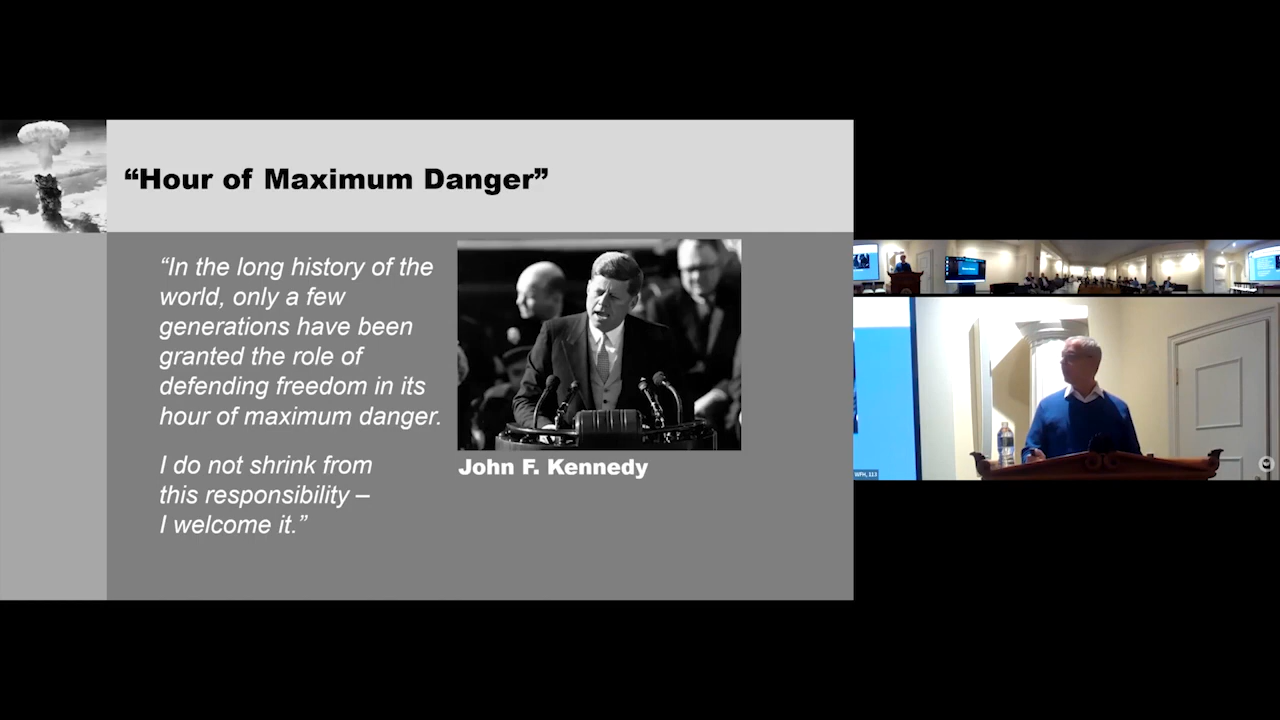 “Hour of Maximum Danger”
“In the long history of the
world, only a few
generations have been
granted the role of
defending freedom in its
hour of maximum danger.
I do not shrink from
this responsibility –
I welcome it.”
John F. Kennedy
WFH, 113